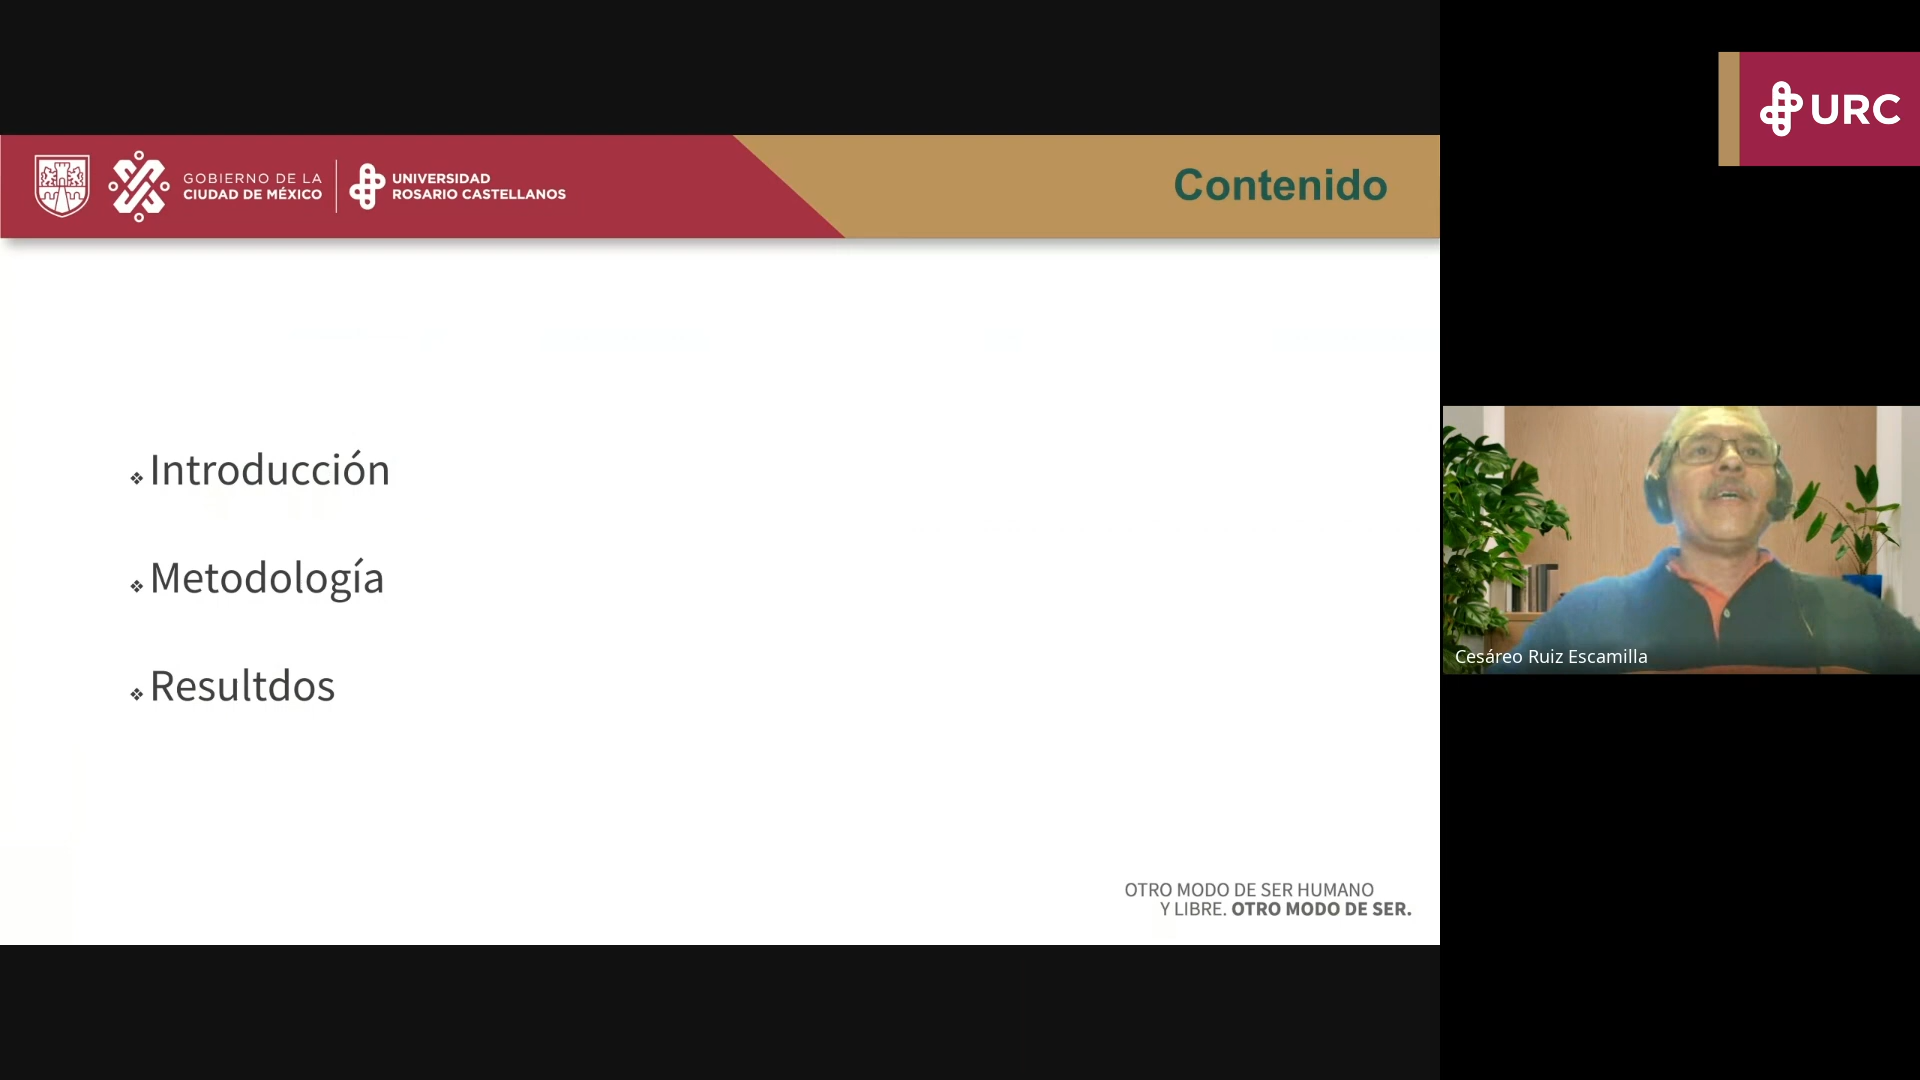 GOBIERNO DE LA
CIUDAD DE MÉXICO
UNIVERSIDAD
ROSARIO CASTELLANOS
Contenido
URC
❖ Introducción
❖ Metodología
❖ Resultdos
Cesáreo Ruiz Escamilla
OTRO MODO DE SER HUMANO
Y LIBRE. OTRO MODO DE SER.